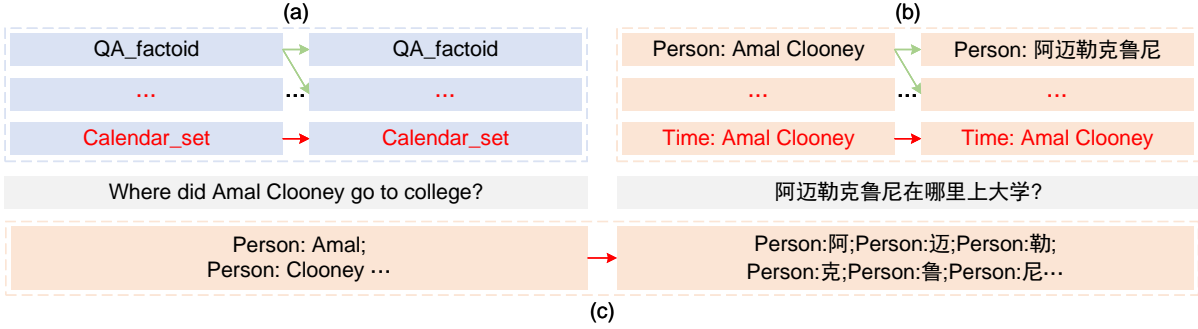 (a)
QA_factoid
QA_factoid
...
...
...
Calendar_set
Calendar_set
(b)
Person: Amal Clooney
Person: 阿迈勒克鲁尼
...
...
...
Time: Amal Clooney
Time: Amal Clooney
Where did Amal Clooney go to college?
阿迈勒克鲁尼在哪里上大学?
Person: Amal;
Person: Clooney ⋯
Person:阿;Person:迈;Person:勒;
Person:克;Person:鲁;Person:尼⋯
(c)